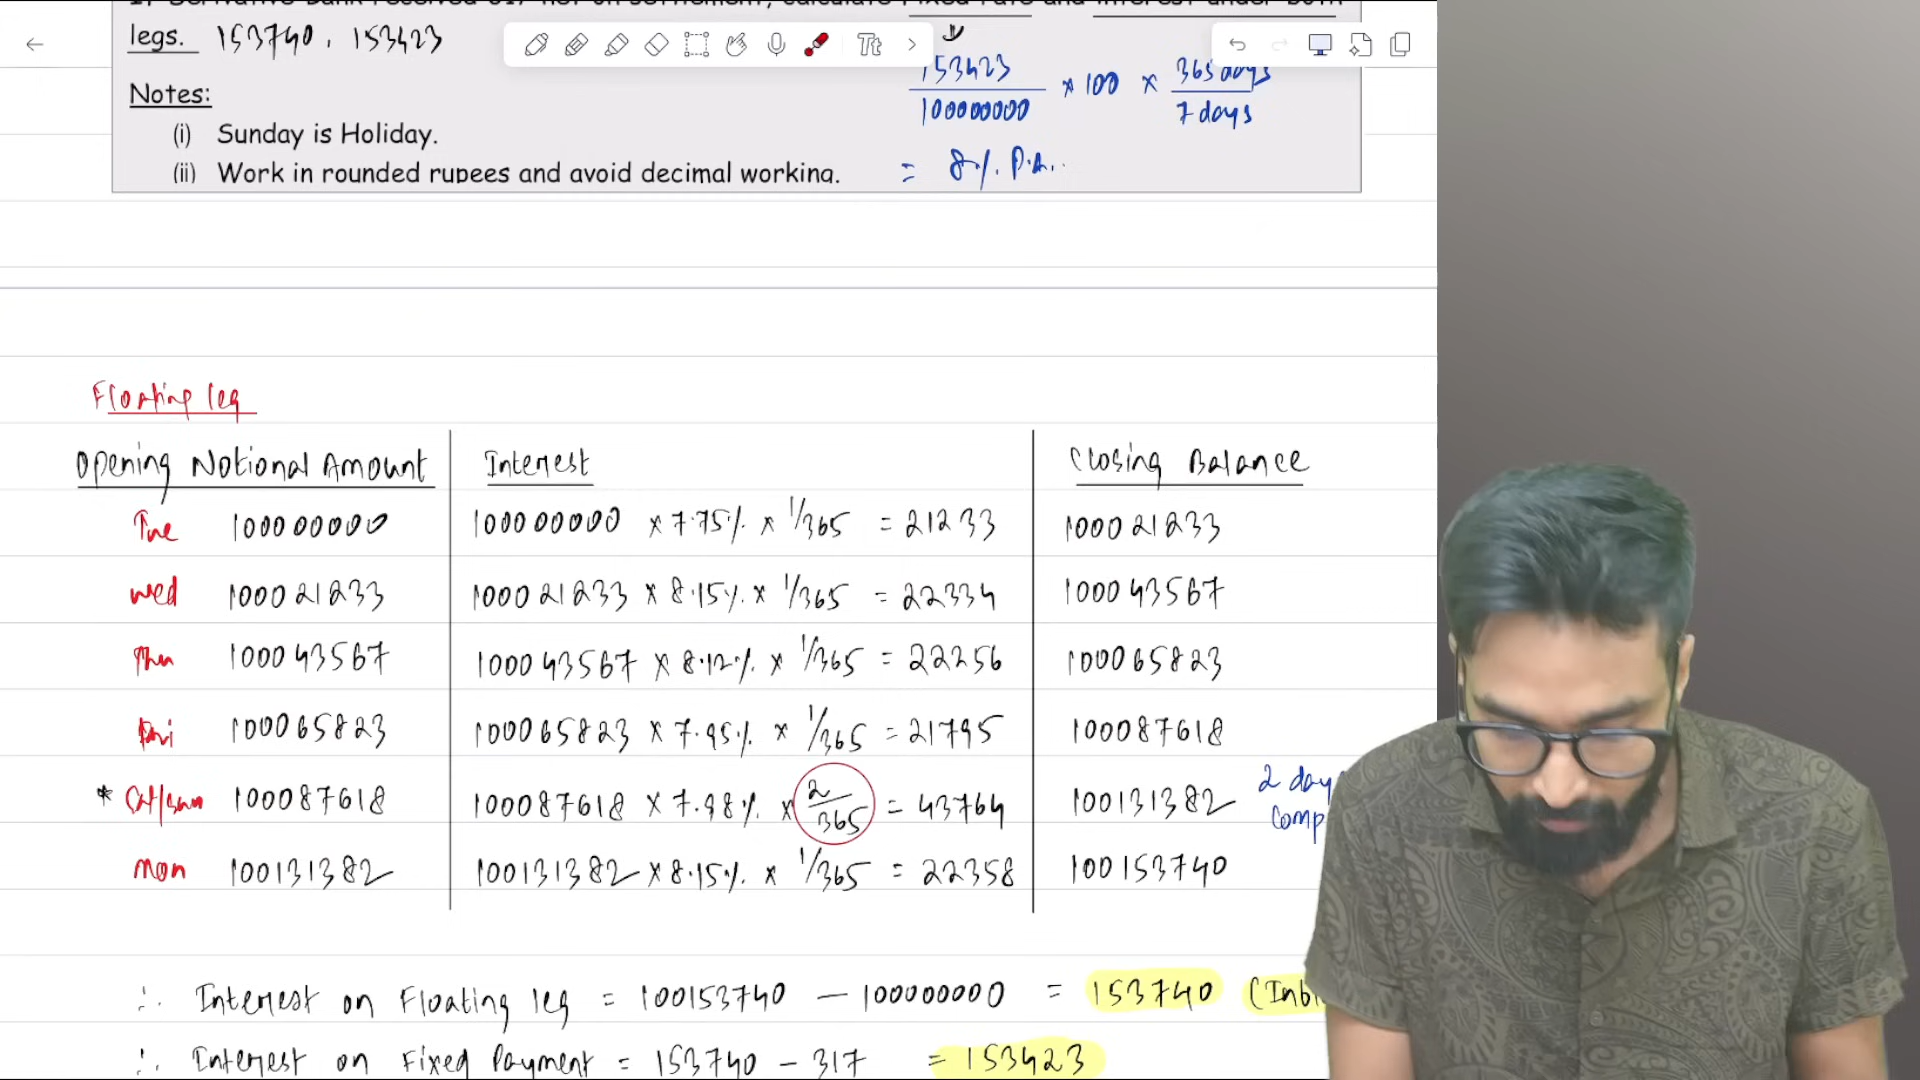 legs. 153740, 153423
Tt
153423 / 100000000 × 100 × 365 days / 7 days
Notes:
(i) Sunday is Holiday.
(ii) Work in rounded rupees and avoid decimal working.
= 8% P.A.
Floating leg
Opening Notional Amount Interest Closing Balance
Tue 100000000 100000000 × 7.75% × 1/365 = 21233 100021233
Wed 100021233 100021233 × 8.15% × 1/365 = 22334 100043567
Thu 100043567 100043567 × 8.12% × 1/365 = 22256 100065823
Fri 100065823 100065823 × 7.95% × 1/365 = 21795 100087618
* Sat/Sun 100087618 100087618 × 7.98% × 2/365 = 43764 100131382 2 day
comp
Mon 100131382 100131382 × 8.15% × 1/365 = 22358 100153740
∴ Interest on Floating leg = 100153740 – 100000000 = 153740
∴ Interest on Fixed Payment = 153740 – 317 = 153423